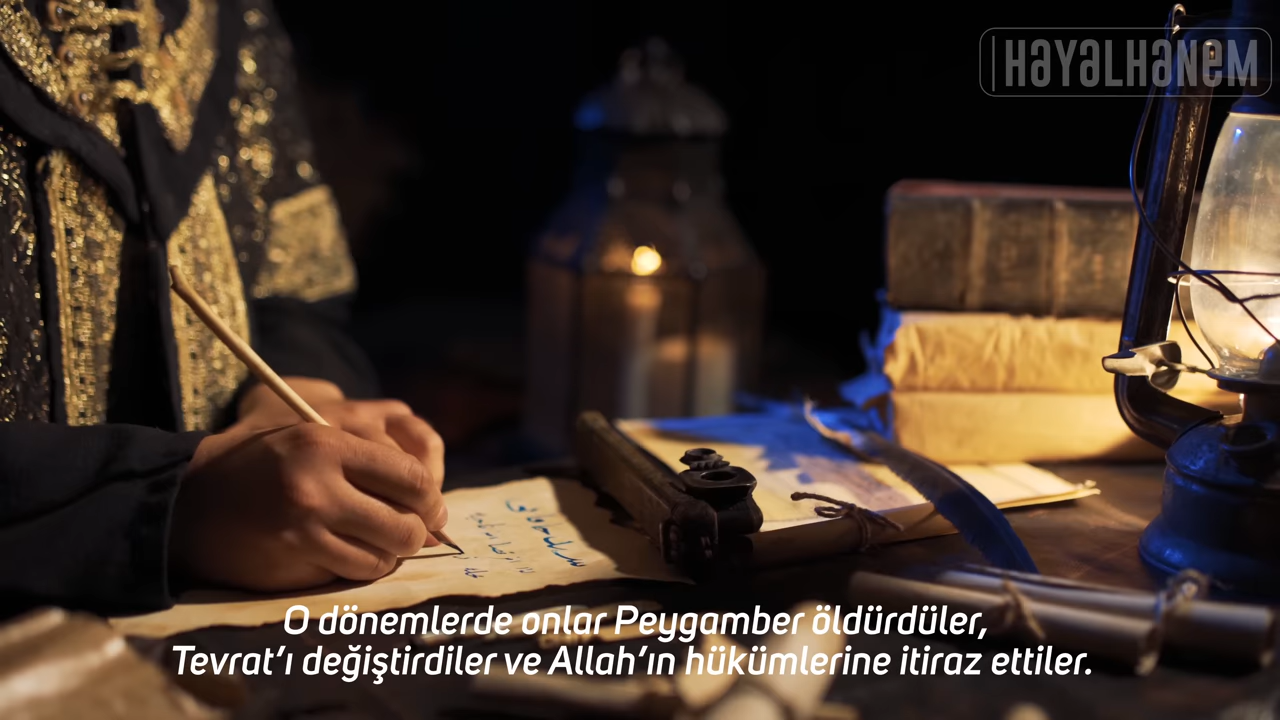 HAYALHANEM
O dönemlerde onlar Peygamber öldürdüler,
Tevrat’ı değiştirdiler ve Allah’ın hükümlerine itiraz ettiler.